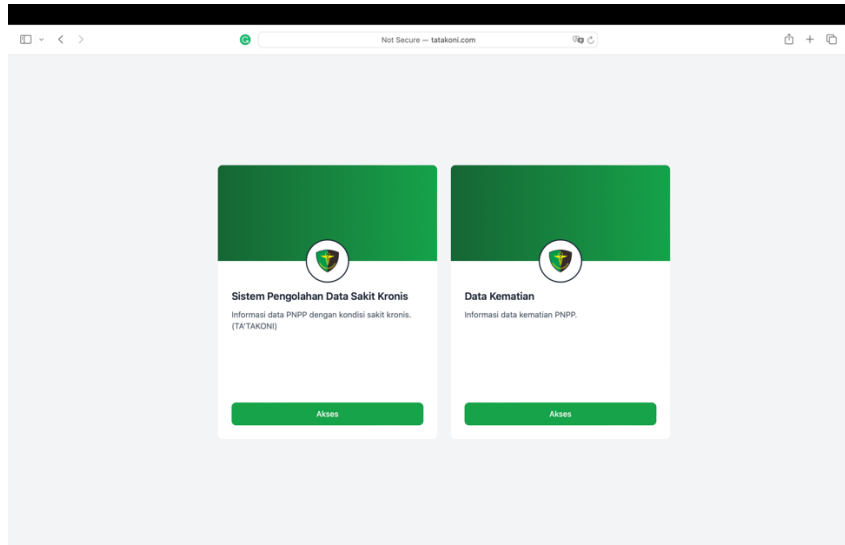 Not Secure — tatakoni.com
Sistem Pengolahan Data Sakit Kronis
Informasi data PNPP dengan kondisi sakit kronis.
(TA'TAKONI)
Akses
Data Kematian
Informasi data kematian PNPP.
Akses